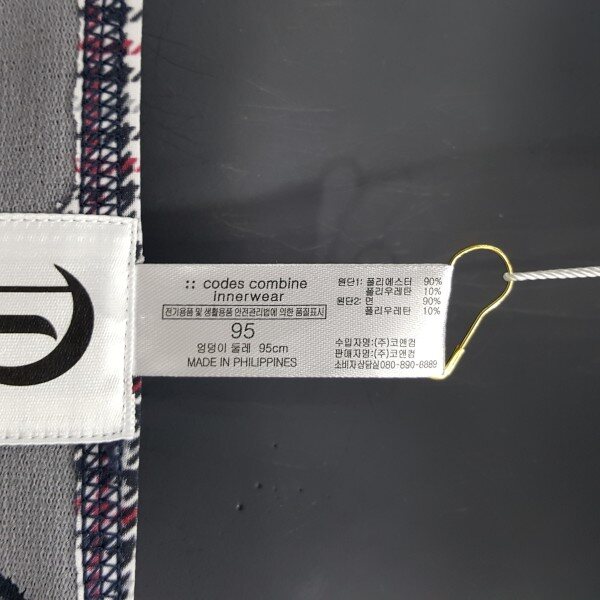 :: codes combine
innerwear
전기용품 및 생활용품 안전관리법에 의한 품질표시
95
엉덩이 둘레 95cm
MADE IN PHILIPPINES
원단1: 폴리에스터 90%
폴리우레탄 10%
원단2: 면 90%
폴리우레탄 10%
수입자명:(주)코앤컴
판매자명:(주)코앤컴
소비자상담실080-890-6869